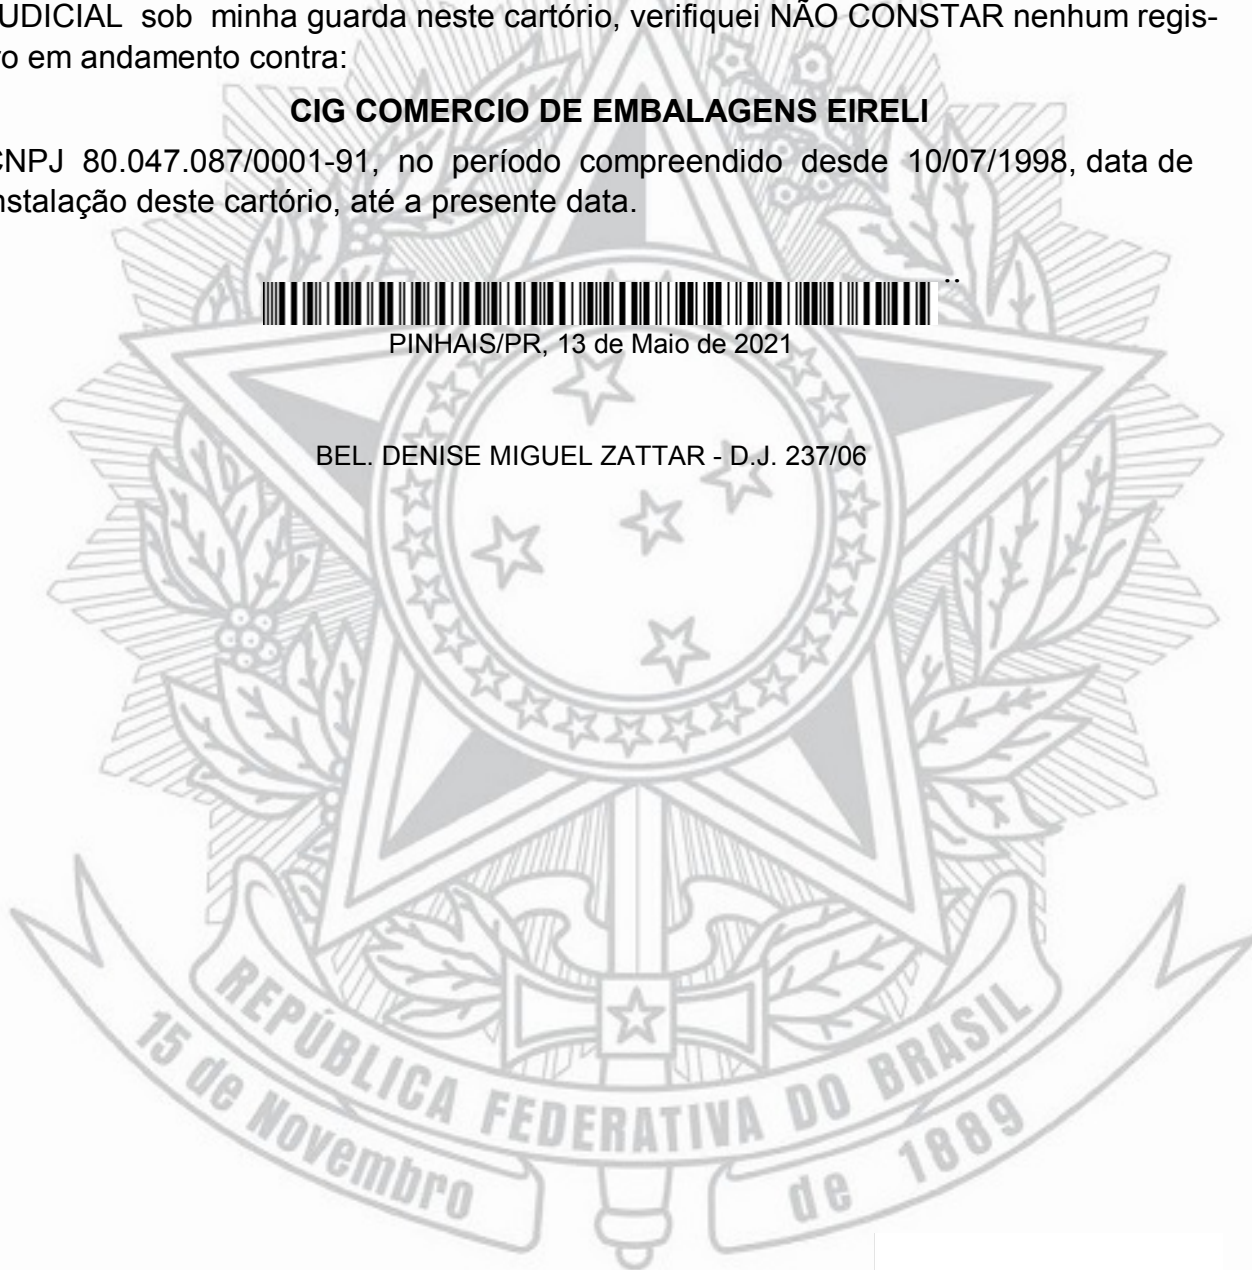 UDICIAL sob minha guarda neste cartório, verifiquei NÃO CONSTAR nenhum regis-
o em andamento contra:
CIG COMERCIO DE EMBALAGENS EIRELI
CNPJ 80.047.087/0001-91, no período compreendido desde 10/07/1998, data de
nstalação deste cartório, até a presente data.
..
PINHAIS/PR, 13 de Maio de 2021
BEL. DENISE MIGUEL ZATTAR - D.J. 237/06
REPÚBLICA FEDERATIVA DO BRASIL
15 de Novembro de 1889